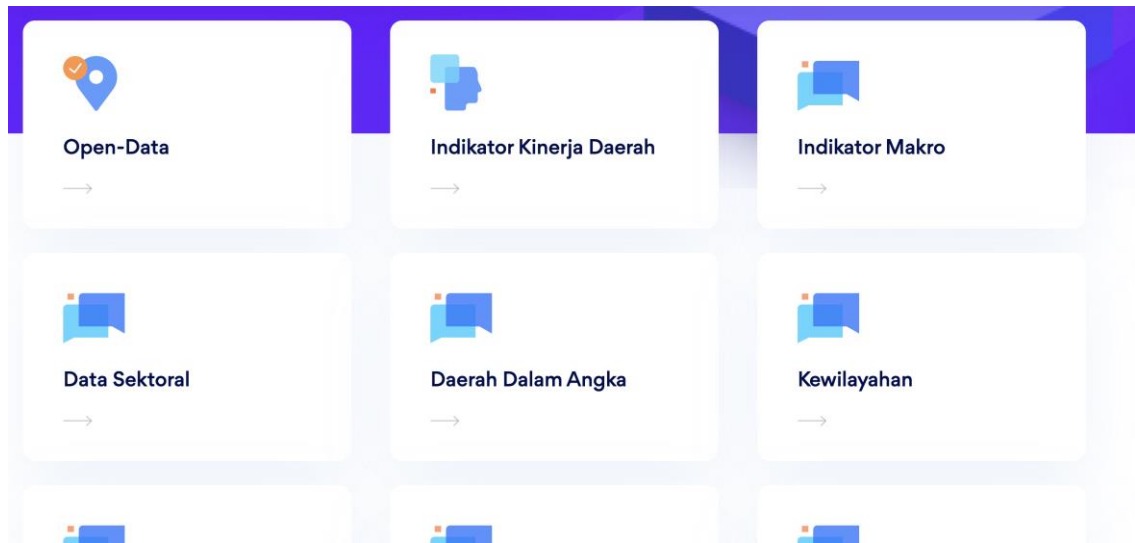 Open-Data
Indikator Kinerja Daerah
Indikator Makro
Data Sektoral
Daerah Dalam Angka
Kewilayahan